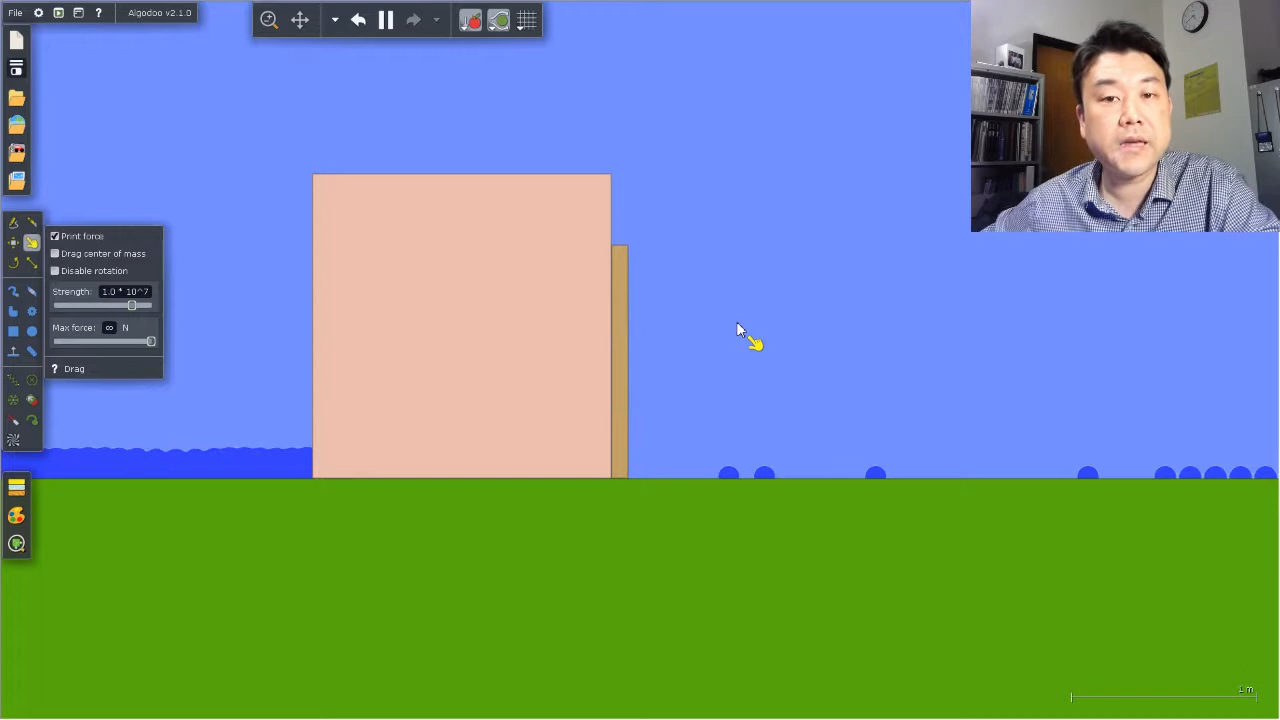 File ? Algodoo v2.1.0
Print force
Drag center of mass
Disable rotation
Strength: 1.0 * 10^7
Max force: ∞ N
? Drag
1 m